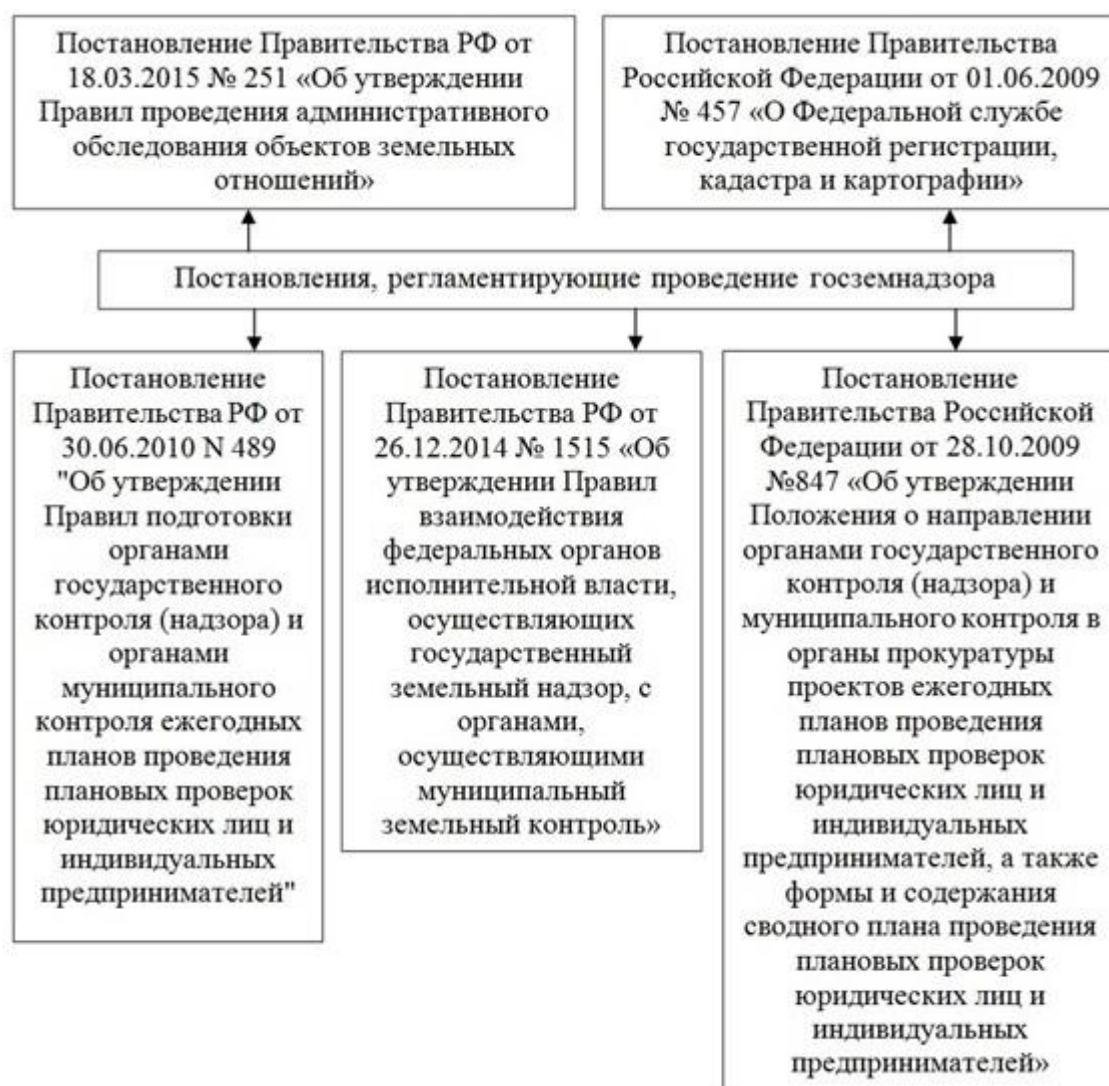 Постановление Правительства РФ от
18.03.2015 № 251 «Об утверждении
Правил проведения административного
обследования объектов земельных
отношений»
Постановление Правительства
Российской Федерации от 01.06.2009
№ 457 «О Федеральной службе
государственной регистрации,
кадастра и картографии»
Постановления, регламентирующие проведение госземнадзора
Постановление
Правительства РФ от
30.06.2010 N 489
"Об утверждении
Правил подготовки
органами
государственного
контроля (надзора) и
органами
муниципального
контроля ежегодных
планов проведения
плановых проверок
юридических лиц и
индивидуальных
предпринимателей"
Постановление
Правительства РФ от
26.12.2014 № 1515 «Об
утверждении Правил
взаимодействия
федеральных органов
исполнительной власти,
осуществляющих
государственный
земельный надзор, с
органами,
осуществляющими
муниципальный
земельный контроль»
Постановление
Правительства Российской
Федерации от 28.10.2009
№847 «Об утверждении
Положения о направлении
органами государственного
контроля (надзора) и
муниципального контроля в
органы прокуратуры
проектов ежегодных
планов проведения
плановых проверок
юридических лиц и
индивидуальных
предпринимателей, а также
формы и содержания
сводного плана проведения
плановых проверок
юридических лиц и
индивидуальных
предпринимателей»